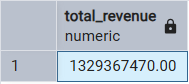 total_revenue
numeric
1 1329367470.00